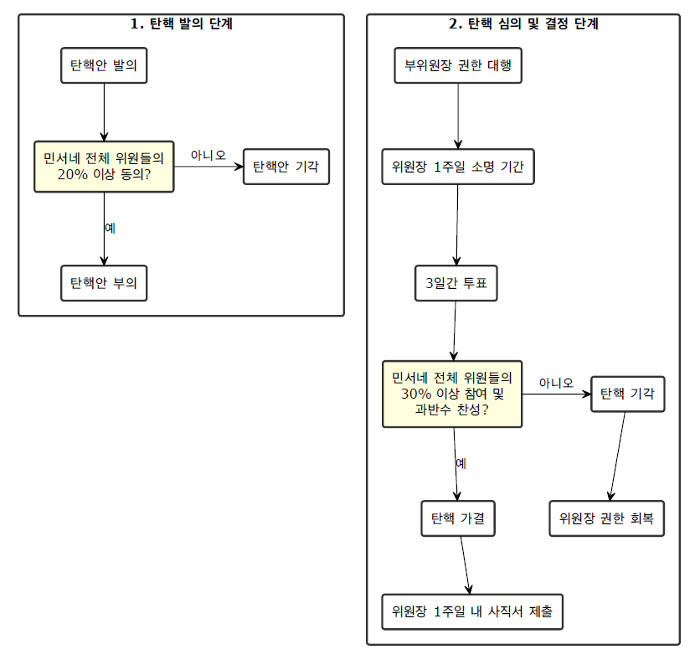 1. 탄핵 발의 단계
탄핵안 발의
민서네 전체 위원들의
20% 이상 동의?
아니오
탄핵안 기각
예
탄핵안 부의
2. 탄핵 심의 및 결정 단계
부위원장 권한 대행
위원장 1주일 소명 기간
3일간 투표
민서네 전체 위원들의
30% 이상 참여 및
과반수 찬성?
아니오
탄핵 기각
예
탄핵 가결
위원장 권한 회복
위원장 1주일 내 사직서 제출